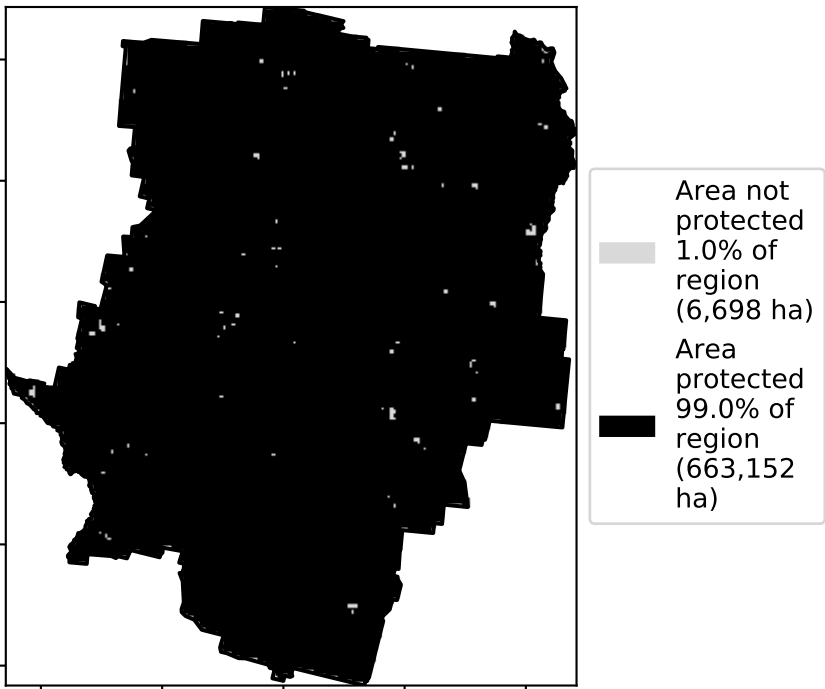 Area not
protected
1.0% of
region
(6,698 ha)
Area
protected
99.0% of
region
(663,152
ha)